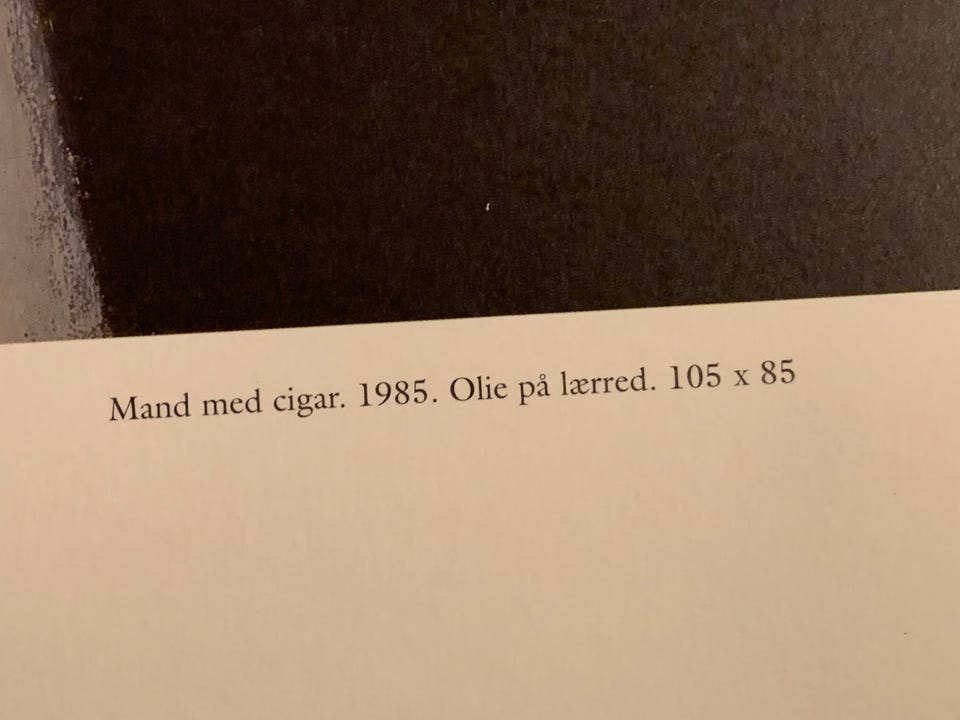 Mand med cigar. 1985. Olie på lærred. 105 x 85